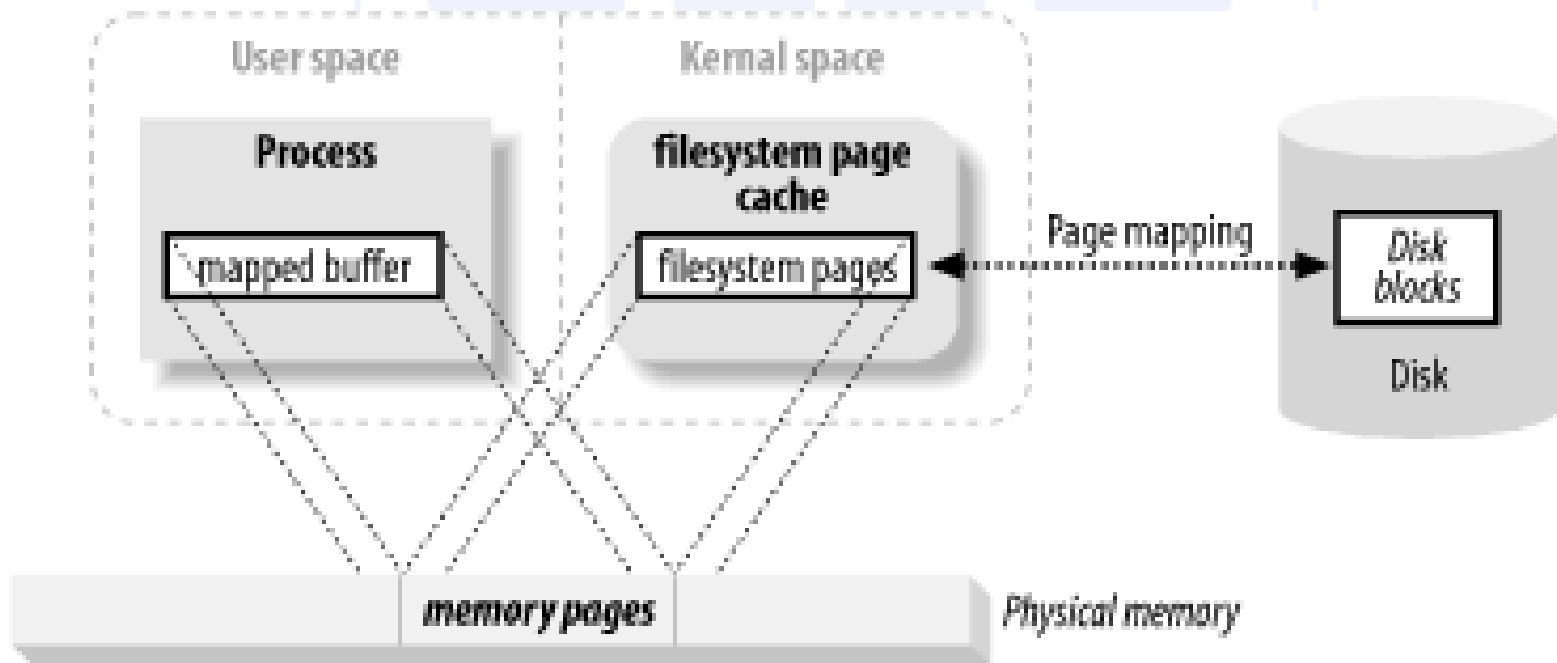 User space
Kernal space
Process
filesystem page
cache
mapped buffer
filesystem pages
Page mapping
Disk
blocks
Disk
memory pages
Physical memory